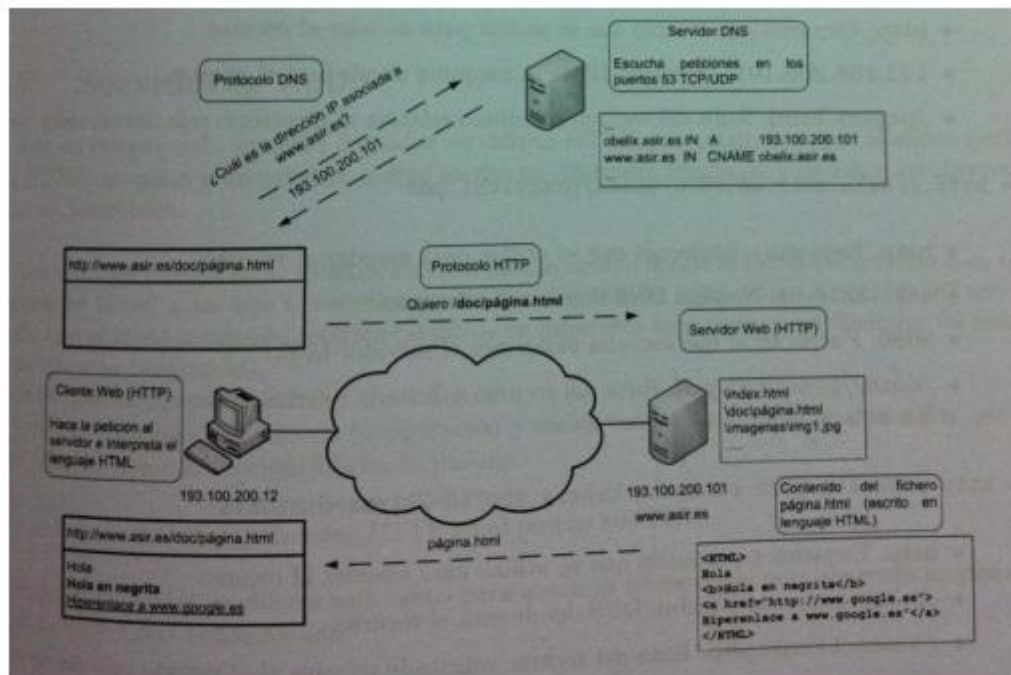 Servidor DNS
Escucha peticiones en los
puertos 53 TCP/UDP
Protocolo DNS
¿Cuál es la dirección IP asociada a
www.asir.es?
193.100.200.101
...
obelix.asir.es IN A 193.100.200.101
www.asir.es IN CNAME obelix.asir.es
...
http://www.asir.es/doc/página.html
Protocolo HTTP
Quiero /doc/página.html
Servidor Web (HTTP)
Cliente Web (HTTP)
Hace la petición al
servidor e interpreta el
lenguaje HTML
193.100.200.12
\index.html
\doc\página.html
\imagenes\img1.jpg
.....
193.100.200.101
www.asir.es
Contenido del fichero
página.html (escrito en
lenguaje HTML)
página.html
http://www.asir.es/doc/página.html
Hola
Hola en negrita
Hiperenlace a www.google.es
<HTML>
Hola
<b>Hola en negrita</b>
<a href="http://www.google.es">
Hiperenlace a www.google.es"</a>
</HTML>